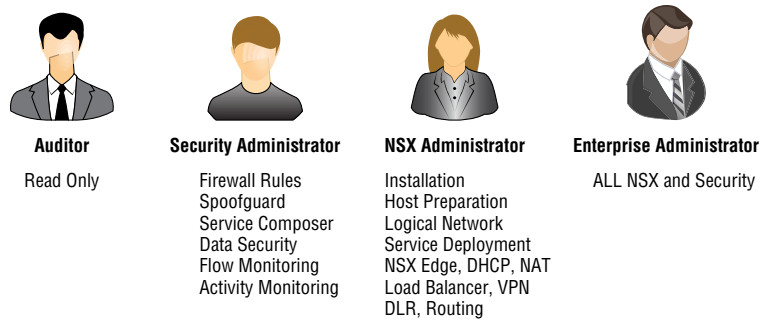 Auditor
Read Only
Security Administrator
Firewall Rules
Spoofguard
Service Composer
Data Security
Flow Monitoring
Activity Monitoring
NSX Administrator
Installation
Host Preparation
Logical Network
Service Deployment
NSX Edge, DHCP, NAT
Load Balancer, VPN
DLR, Routing
Enterprise Administrator
ALL NSX and Security